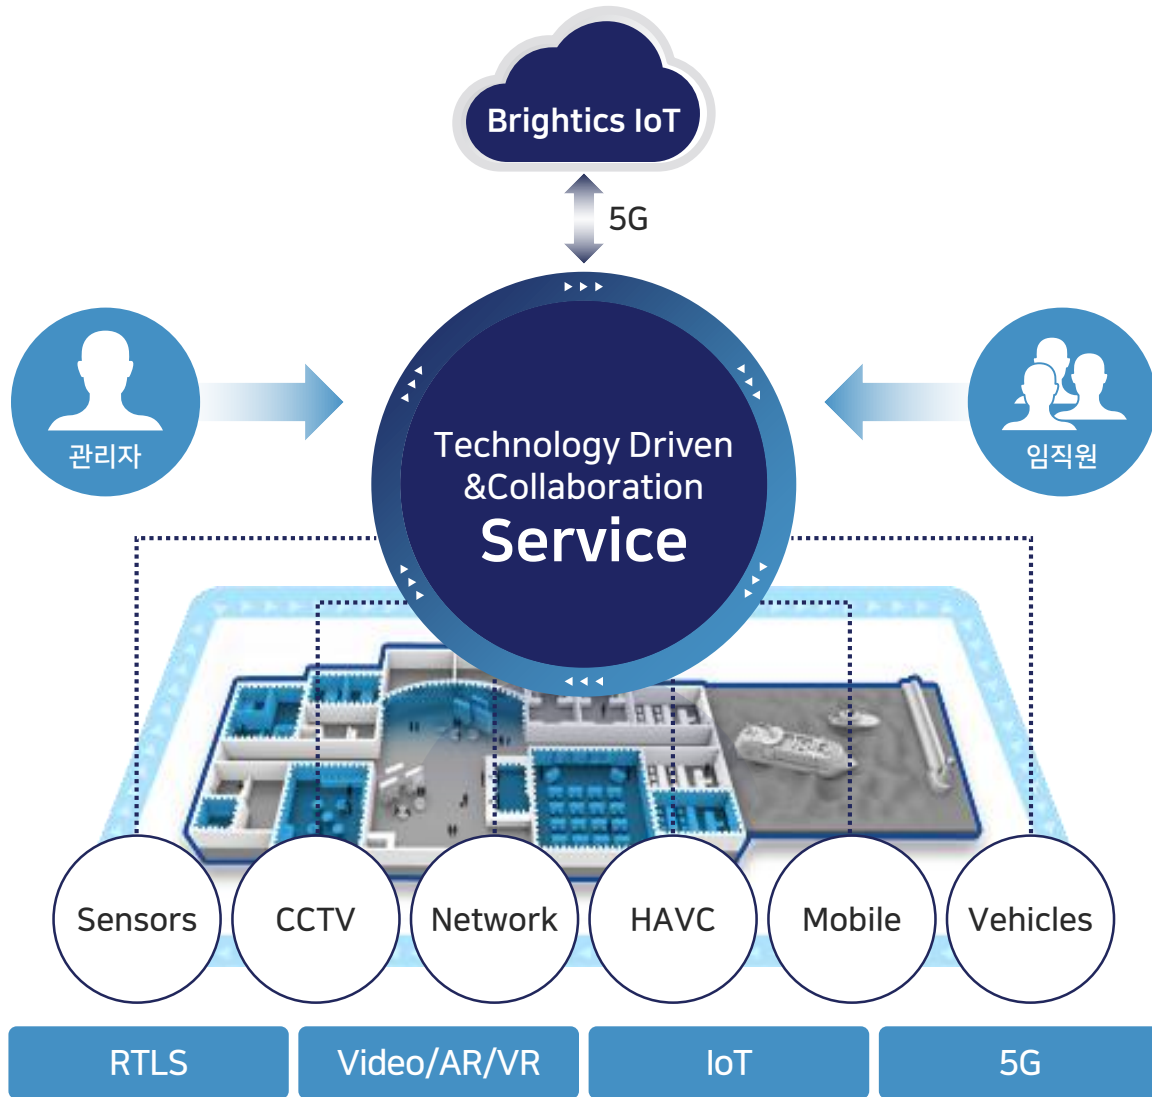 Brightics IoT
5G
관리자
임직원
Technology Driven
&Collaboration
Service
Sensors
CCTV
Network
HAVC
Mobile
Vehicles
RTLS
Video/AR/VR
IoT
5G